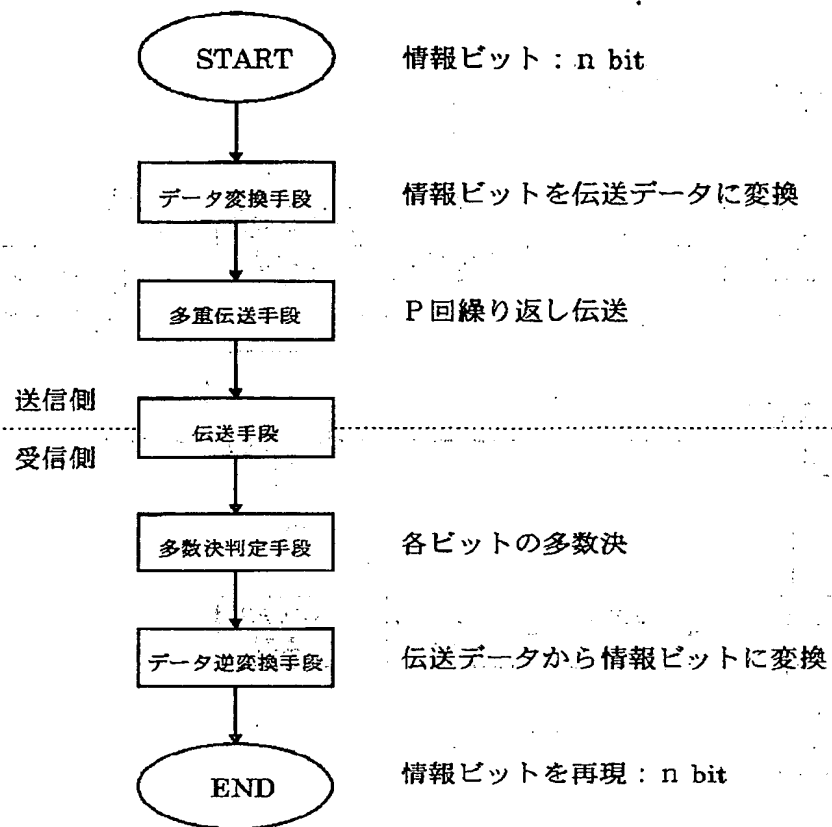 START 情報ビット：n bit
データ変換手段 情報ビットを伝送データに変換
多重伝送手段 P回繰り返し伝送
送信側
伝送手段
受信側
多数決判定手段 各ビットの多数決
データ逆変換手段 伝送データから情報ビットに変換
END 情報ビットを再現：n bit